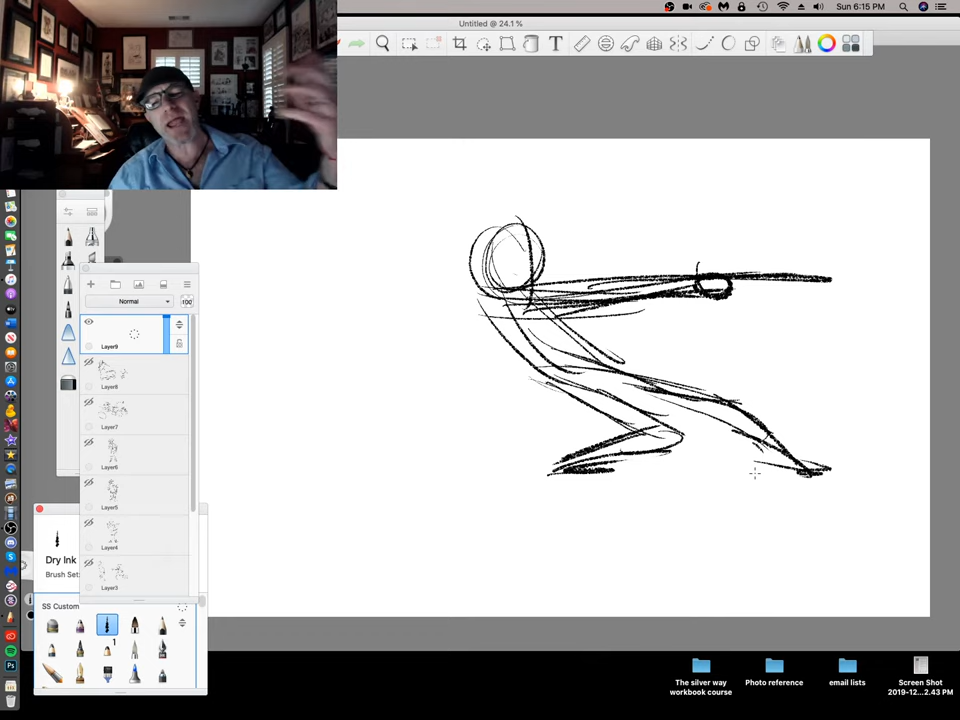 Sun 6:15 PM
Untitled @ 24.1 %
T
Normal
100
Layer9
Layer8
Layer7
Layer6
Layer5
Layer4
Layer3
Dry Ink
Brush Set:
SS Custom
1
The silver way
workbook course
Photo reference
email lists
Screen Shot
2019-12...2.43 PM
Ps